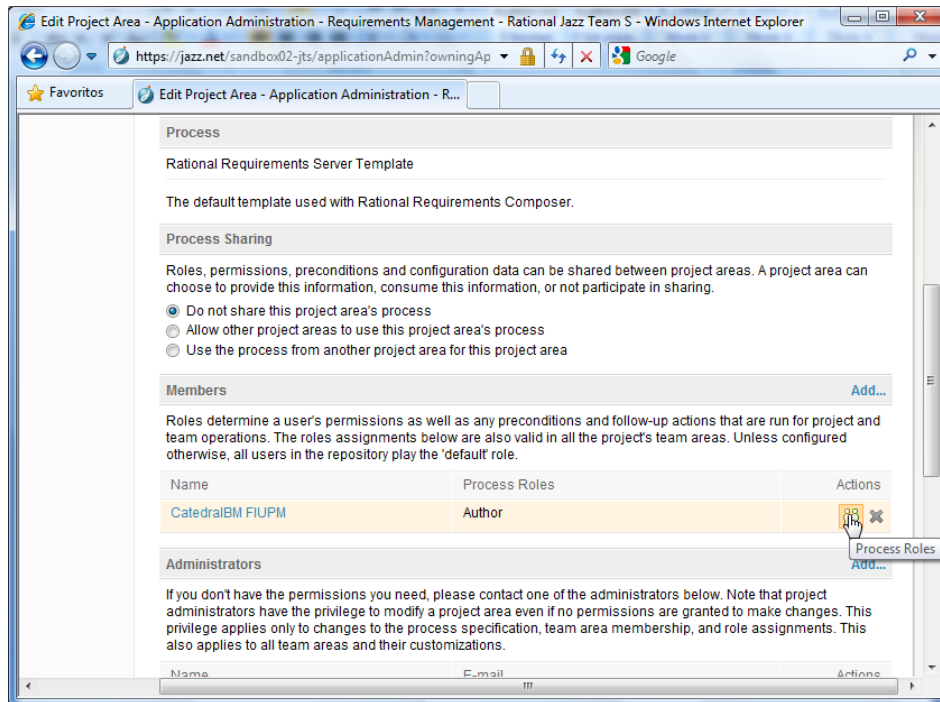 Edit Project Area - Application Administration - Requirements Management - Rational Jazz Team S - Windows Internet Explorer
https://jazz.net/sandbox02-jts/applicationAdmin?owningAp
Google
Favoritos
Edit Project Area - Application Administration - R...
Process
Rational Requirements Server Template
The default template used with Rational Requirements Composer.
Process Sharing
Roles, permissions, preconditions and configuration data can be shared between project areas. A project area can
choose to provide this information, consume this information, or not participate in sharing.
Do not share this project area's process
Allow other project areas to use this project area's process
Use the process from another project area for this project area
Members Add...
Roles determine a user's permissions as well as any preconditions and follow-up actions that are run for project and
team operations. The roles assignments below are also valid in all the project's team areas. Unless configured
otherwise, all users in the repository play the 'default' role.
Name Process Roles Actions
CatedralBM FIUPM Author
Process Roles
Administrators Add...
If you don't have the permissions you need, please contact one of the administrators below. Note that project
administrators have the privilege to modify a project area even if no permissions are granted to make changes. This
privilege applies only to changes to the process specification, team area membership, and role assignments. This
also applies to all team areas and their customizations.
Name E-mail Actions